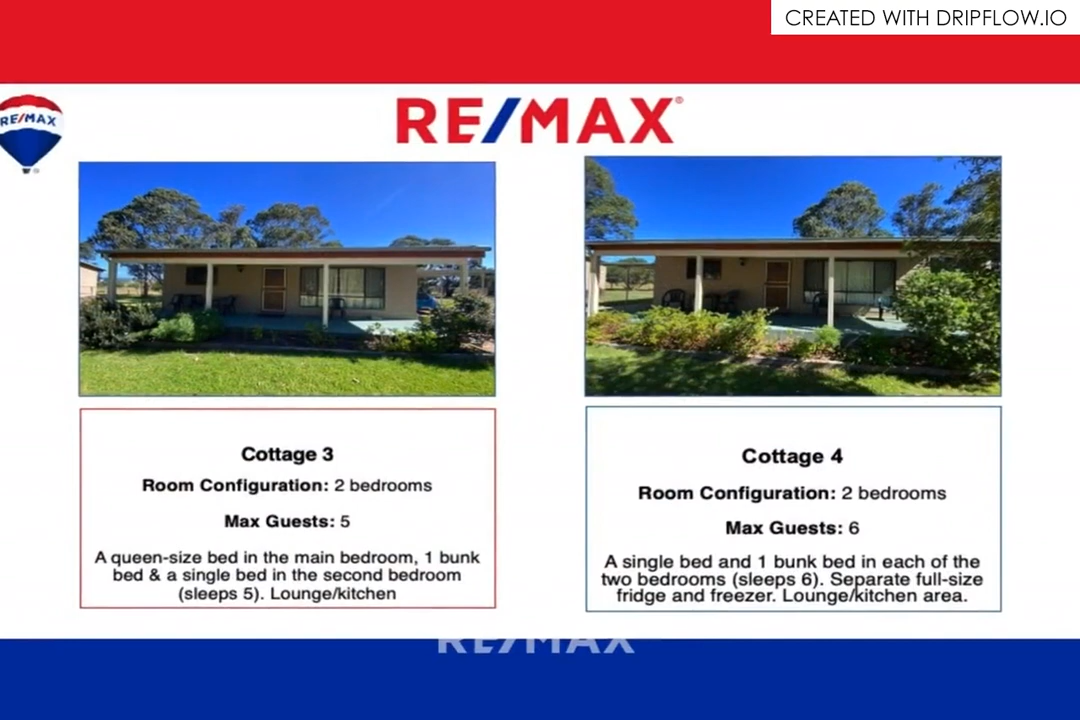 CREATED WITH DRIPFLOW.IO
RE/MAX
RE/MAX®
Cottage 3
Room Configuration: 2 bedrooms
Max Guests: 5
A queen-size bed in the main bedroom, 1 bunk
bed & a single bed in the second bedroom
(sleeps 5). Lounge/kitchen
Cottage 4
Room Configuration: 2 bedrooms
Max Guests: 6
A single bed and 1 bunk bed in each of the
two bedrooms (sleeps 6). Separate full-size
fridge and freezer. Lounge/kitchen area.
RE/MAX